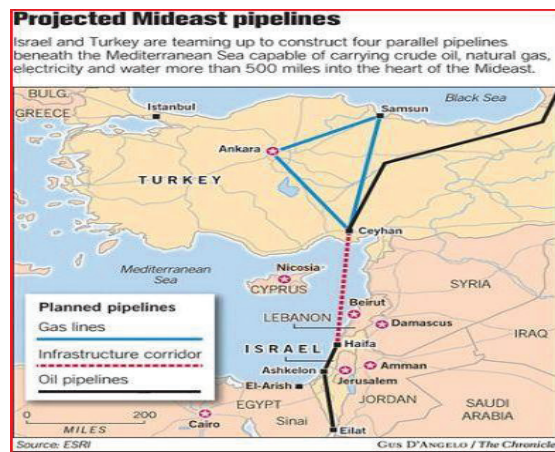 Projected Mideast pipelines
Israel and Turkey are teaming up to construct four parallel pipelines
beneath the Mediterranean Sea capable of carrying crude oil, natural gas,
electricity and water more than 500 miles into the heart of the Mideast.
BULG.
GREECE
Istanbul
Samsun
Black Sea
Ankara
TURKEY
Ceyhan
Mediterranean
Sea
Nicosia
CYPRUS
SYRIA
Beirut
LEBANON
Damascus
IRAQ
Planned pipelines
Gas lines
Infrastructure corridor
Oil pipelines
ISRAEL
Haifa
Ashkelon
Amman
El-Arish
Jerusalem
EGYPT
JORDAN
Sinai
SAUDI
ARABIA
0
200
MILES
Cairo
Eilat
Source: ESRI
GUS D'ANGELO / The Chronicle